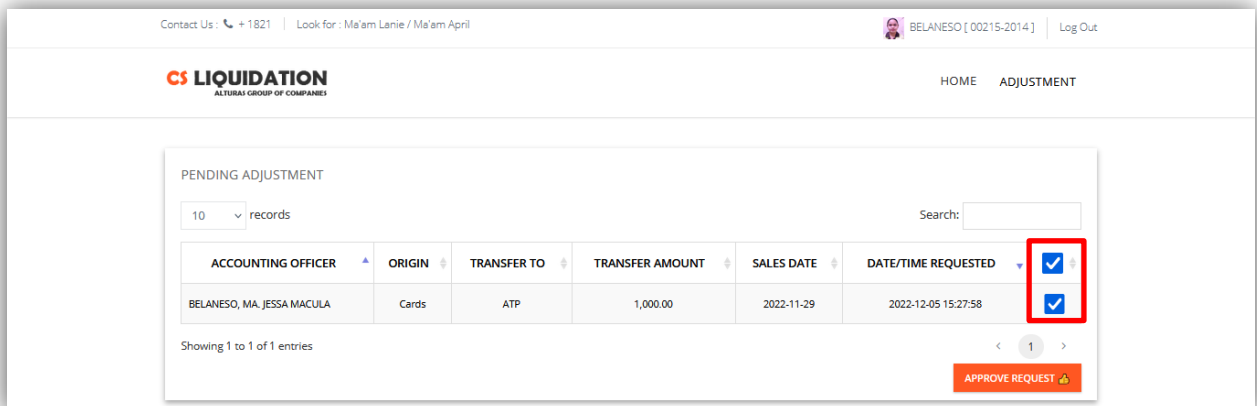 Contact Us : + 1821 Look for : Ma'am Lanie / Ma'am April BELANESO [ 00215-2014 ] Log Out
CS LIQUIDATION
ALTURAS GROUP OF COMPANIES
HOME ADJUSTMENT
PENDING ADJUSTMENT
10 records Search:
ACCOUNTING OFFICER ORIGIN TRANSFER TO TRANSFER AMOUNT SALES DATE DATE/TIME REQUESTED
BELANESO, MA. JESSA MACULA Cards ATP 1,000.00 2022-11-29 2022-12-05 15:27:58
Showing 1 to 1 of 1 entries < 1 >
APPROVE REQUEST